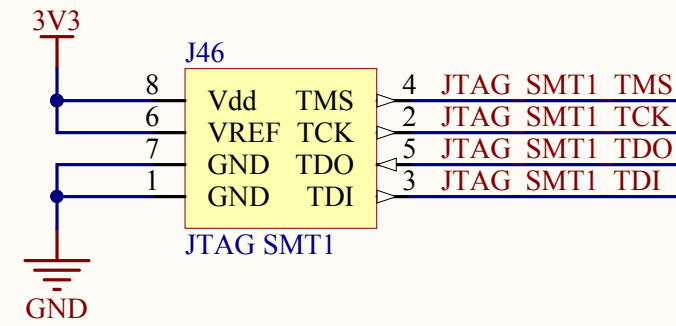 3V3
J46
8 Vdd TMS 4 JTAG SMT1 TMS
6 VREF TCK 2 JTAG SMT1 TCK
7 GND TDO 5 JTAG SMT1 TDO
1 GND TDI 3 JTAG SMT1 TDI
JTAG SMT1
GND